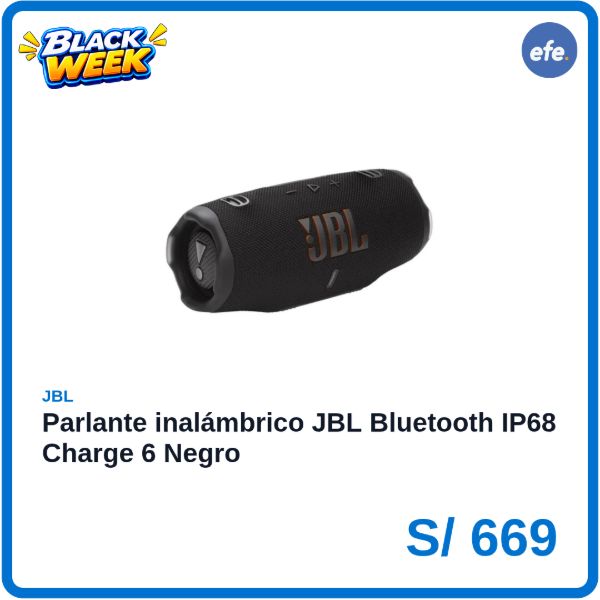 BLACK
WEEK
efe.
JBL
JBL
Parlante inalámbrico JBL Bluetooth IP68
Charge 6 Negro
S/ 669